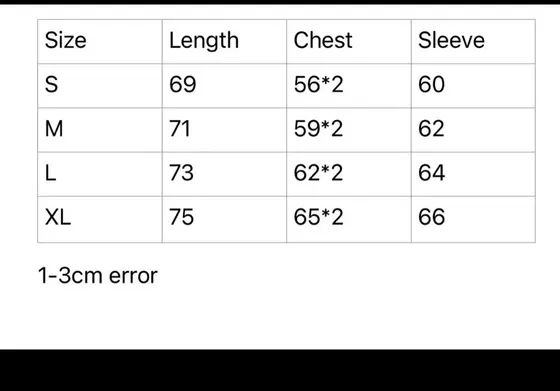 Size Length Chest Sleeve
S 69 56*2 60
M 71 59*2 62
L 73 62*2 64
XL 75 65*2 66
1-3cm error